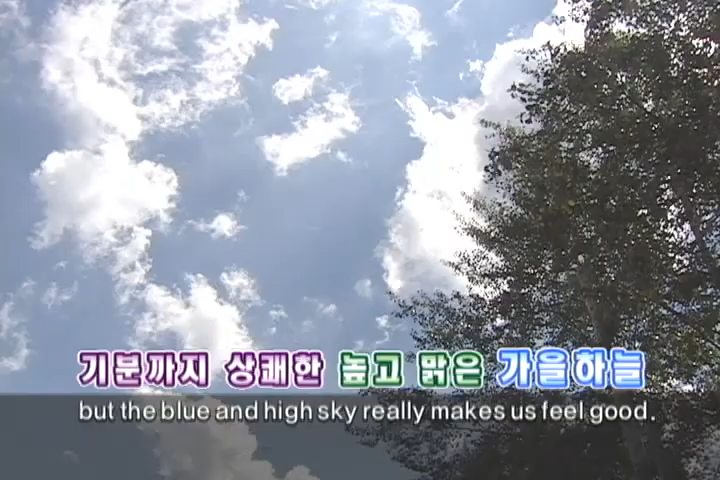 기분까지 상쾌한 높고 맑은 가을하늘
but the blue and high sky really makes us feel good.